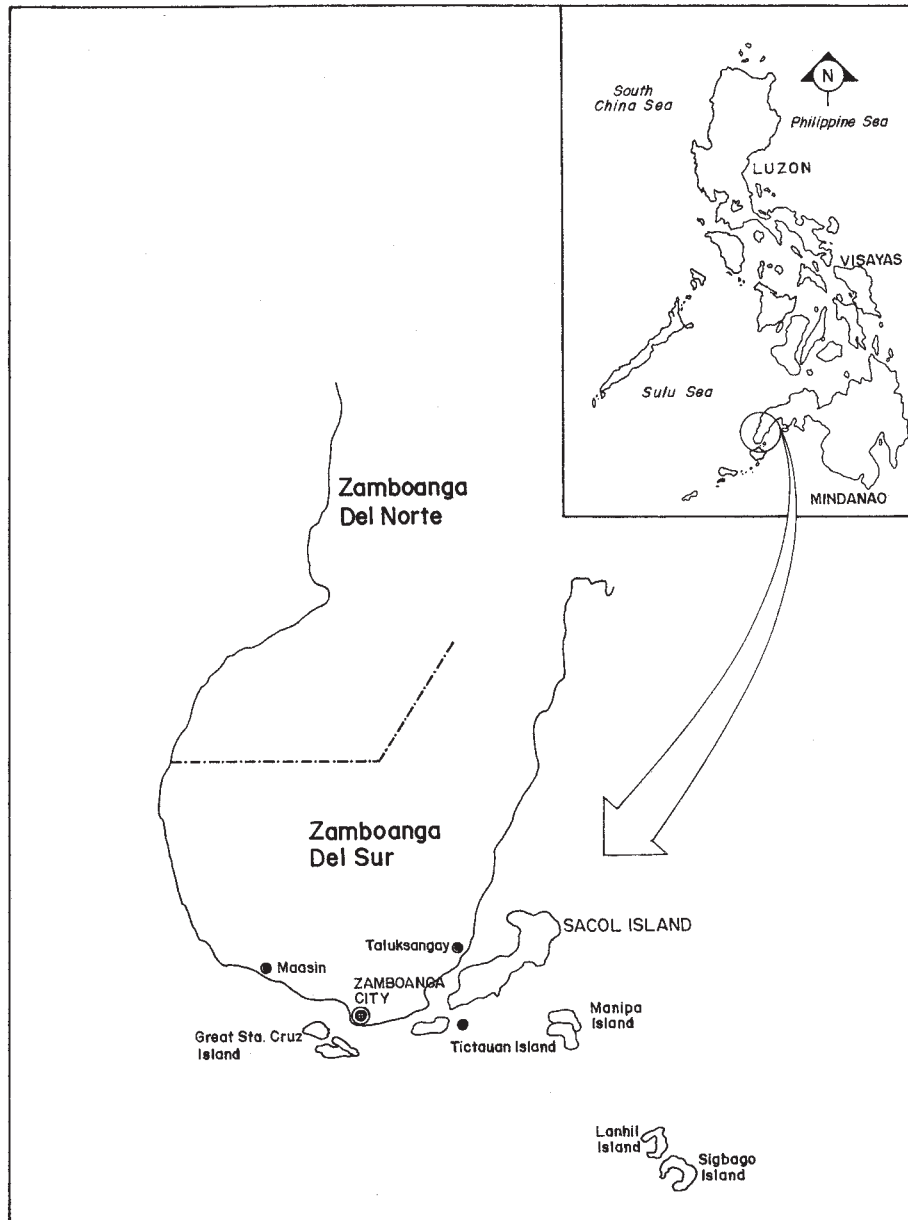 South
China Sea
N
Philippine Sea
LUZON
VISAYAS
Sulu Sea
MINDANAO
Zamboanga
Del Norte
Zamboanga
Del Sur
SACOL ISLAND
Taluksangay
Maasin
ZAMBOANGA
CITY
Great Sta. Cruz
Island
Tictauan Island
Manipa
Island
Lanhil
Island
Sigbago
Island